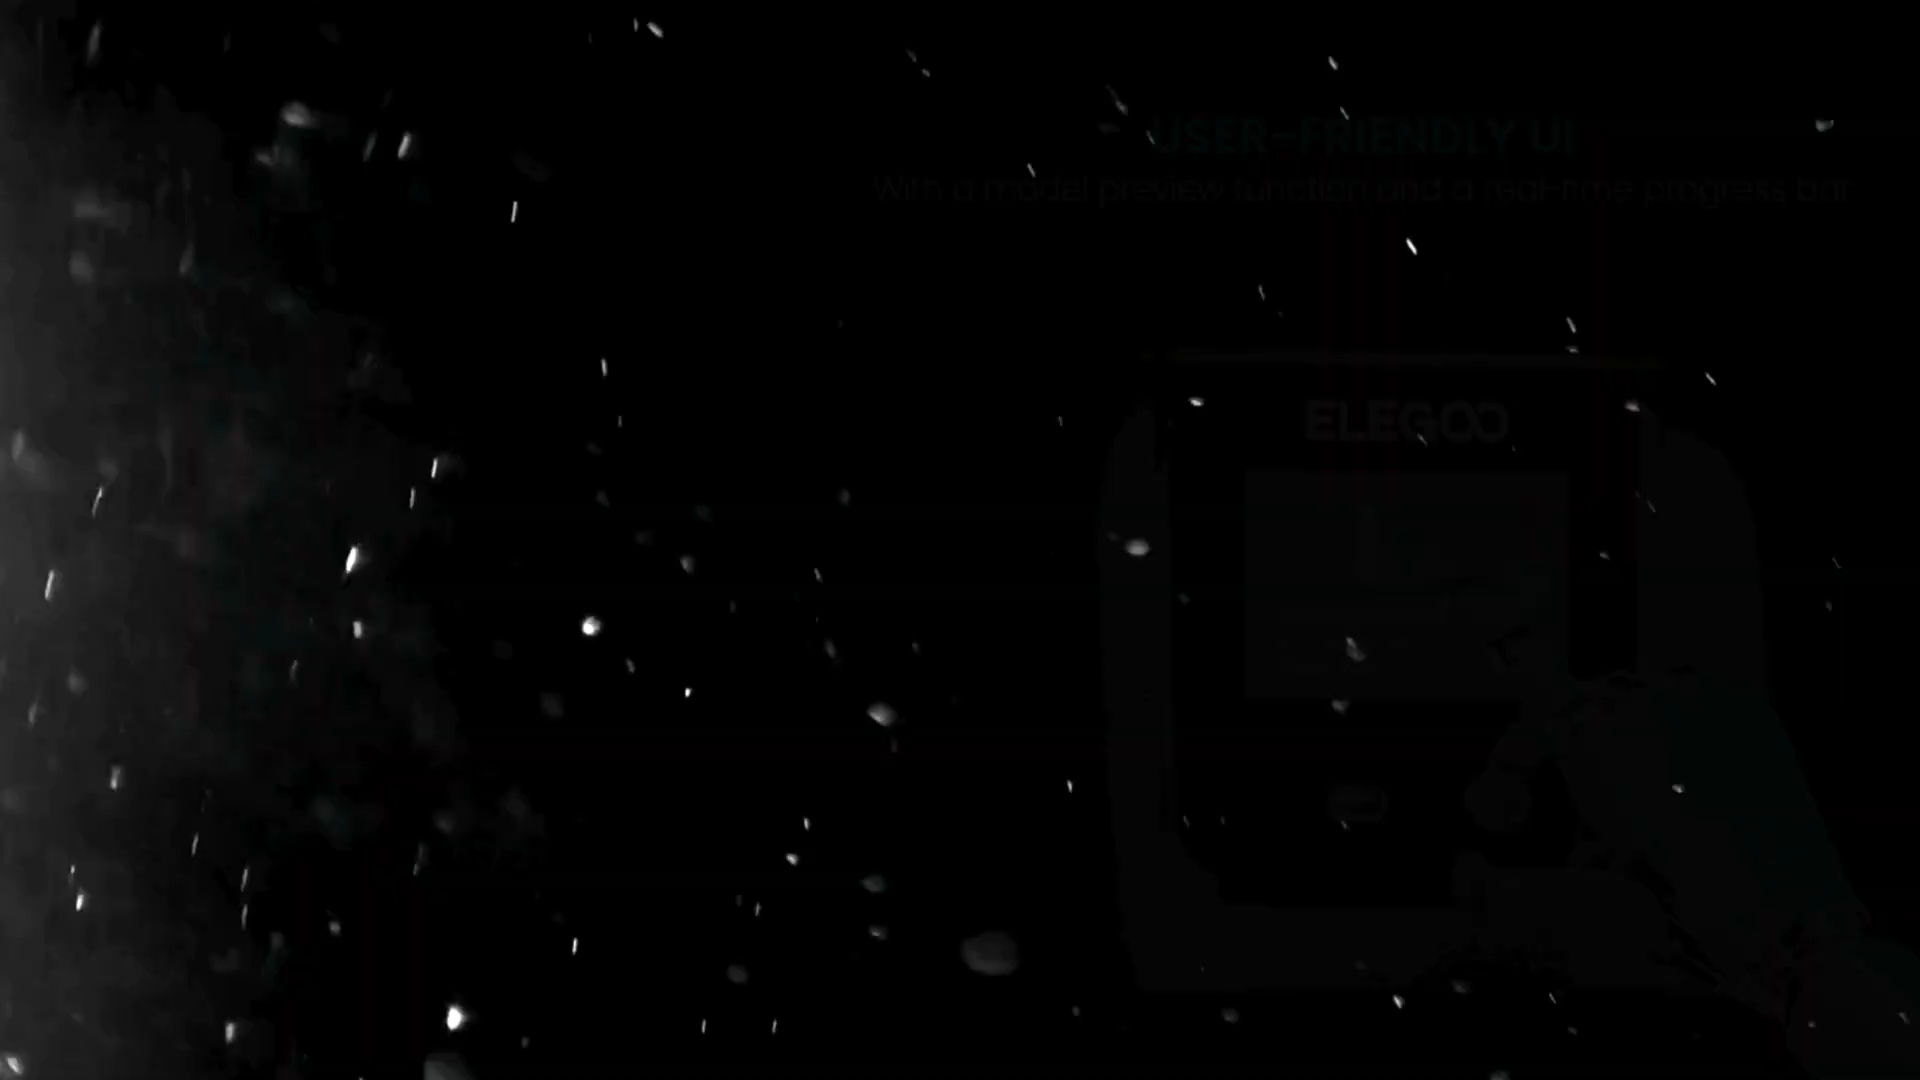 USER-FRIENDLY UI
With a model preview function and a real-time progress bar
ELEGOO